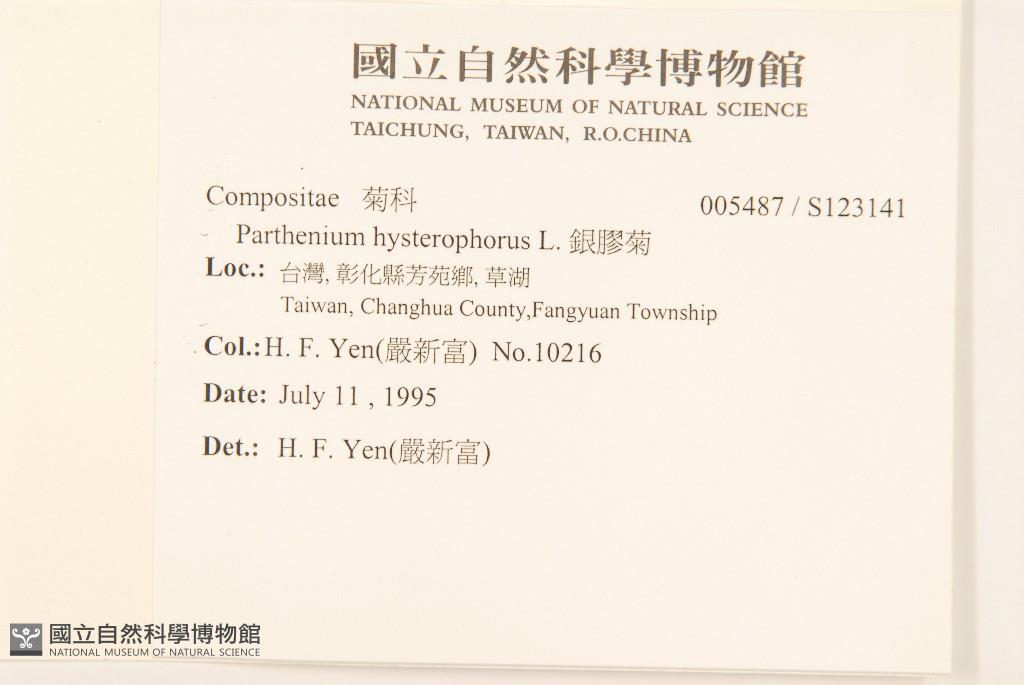 國立自然科學博物館
NATIONAL MUSEUM OF NATURAL SCIENCE
TAICHUNG, TAIWAN, R.O.CHINA
Compositae 菊科 005487 / S123141
Parthenium hysterophorus L. 銀膠菊
Loc.: 台灣, 彰化縣芳苑鄉, 草湖
Taiwan, Changhua County,Fangyuan Township
Col.:H. F. Yen(嚴新富) No.10216
Date: July 11 , 1995
Det.: H. F. Yen(嚴新富)
國立自然科學博物館
NATIONAL MUSEUM OF NATURAL SCIENCE